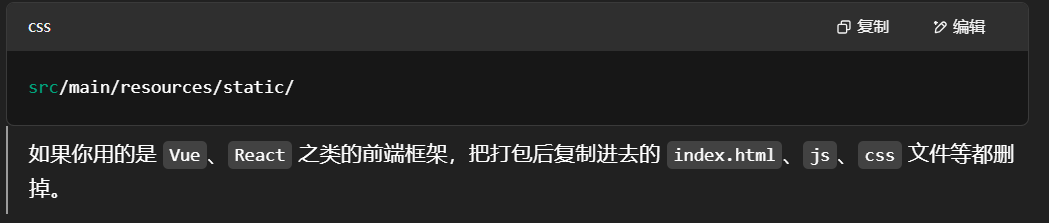 css
复制
编辑
src/main/resources/static/
如果你用的是 Vue、React 之类的前端框架，把打包后复制进去的 index.html、js、css 文件等都删
掉。